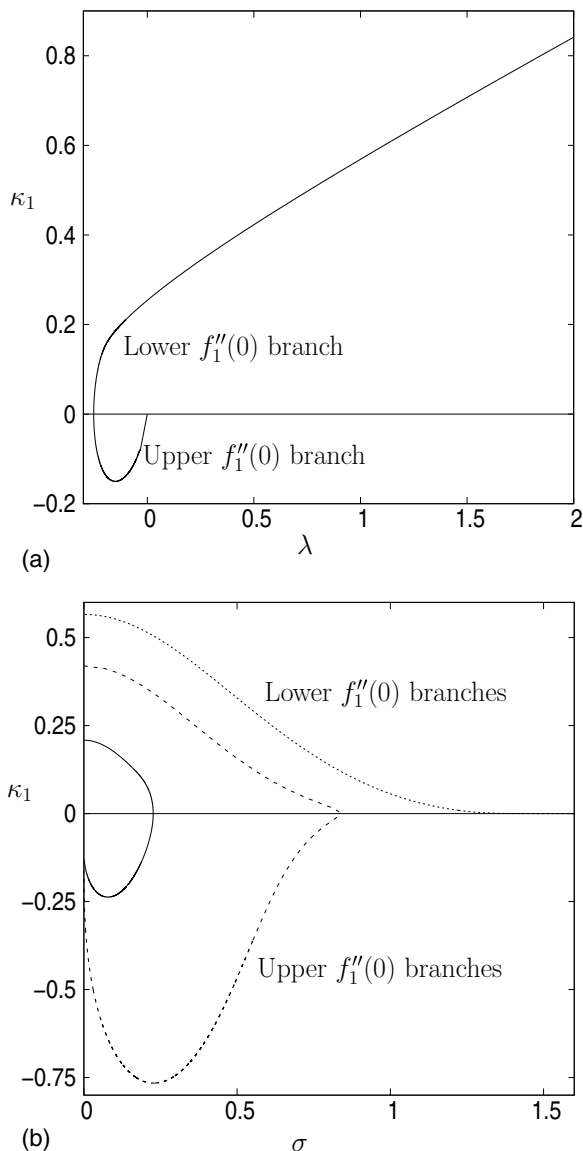 0.8
0.6
κ₁ 0.4
0.2
Lower f₁''(0) branch
0
Upper f₁''(0) branch
−0.2
0 0.5 1 1.5 2
(a) λ
0.5
Lower f₁''(0) branches
0.25
κ₁
0
−0.25
Upper f₁''(0) branches
−0.5
−0.75
0 0.5 1 1.5
(b) σ